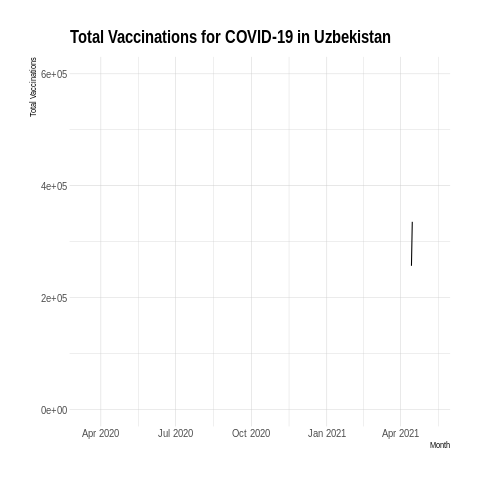 Total Vaccinations for COVID-19 in Uzbekistan
Total Vaccinations
6e+05
4e+05
2e+05
0e+00
Apr 2020 Jul 2020 Oct 2020 Jan 2021 Apr 2021
Month